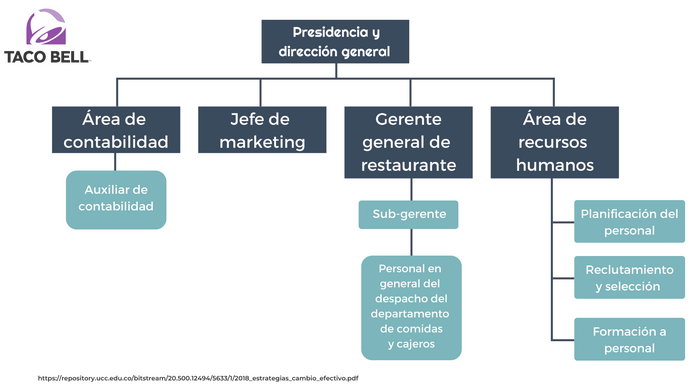 TACO BELL
Presidencia y
dirección general
Área de
contabilidad
Jefe de
marketing
Gerente
general de
restaurante
Área de
recursos
humanos
Auxiliar de
contabilidad
Sub-gerente
Personal en
general del
despacho del
departamento
de comidas
y cajeros
Planificación del
personal
Reclutamiento
y selección
Formación a
personal
https://repository.ucc.edu.co/bitstream/20.500.12494/5633/1/2018_estrategias_cambio_efectivo.pdf